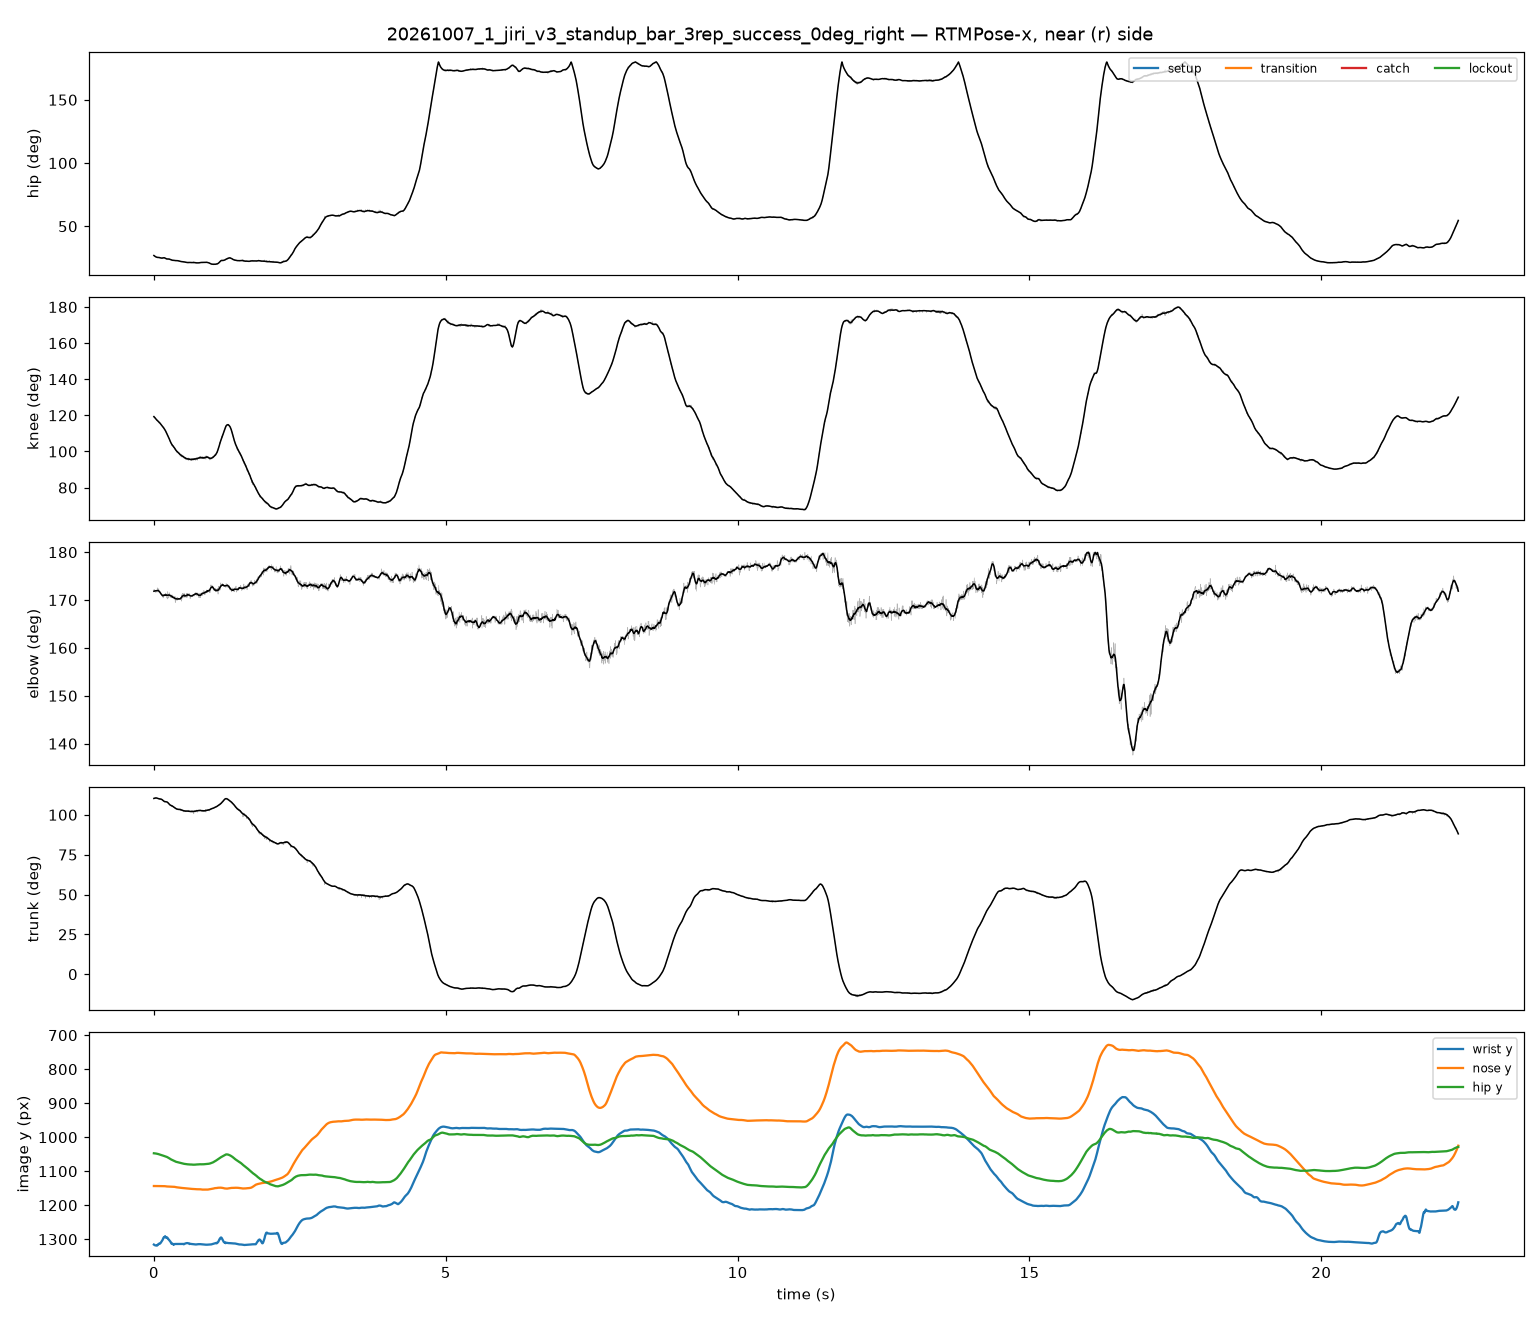 20261007_1_jiri_v3_standup_bar_3rep_success_0deg_right — RTMPose-x, near (r) side
hip (deg)
150
100
50
setup
transition
catch
lockout
knee (deg)
180
160
140
120
100
80
elbow (deg)
180
170
160
150
140
trunk (deg)
100
75
50
25
0
image y (px)
700
800
900
1000
1100
1200
1300
wrist y
nose y
hip y
0 5 10 15 20
time (s)